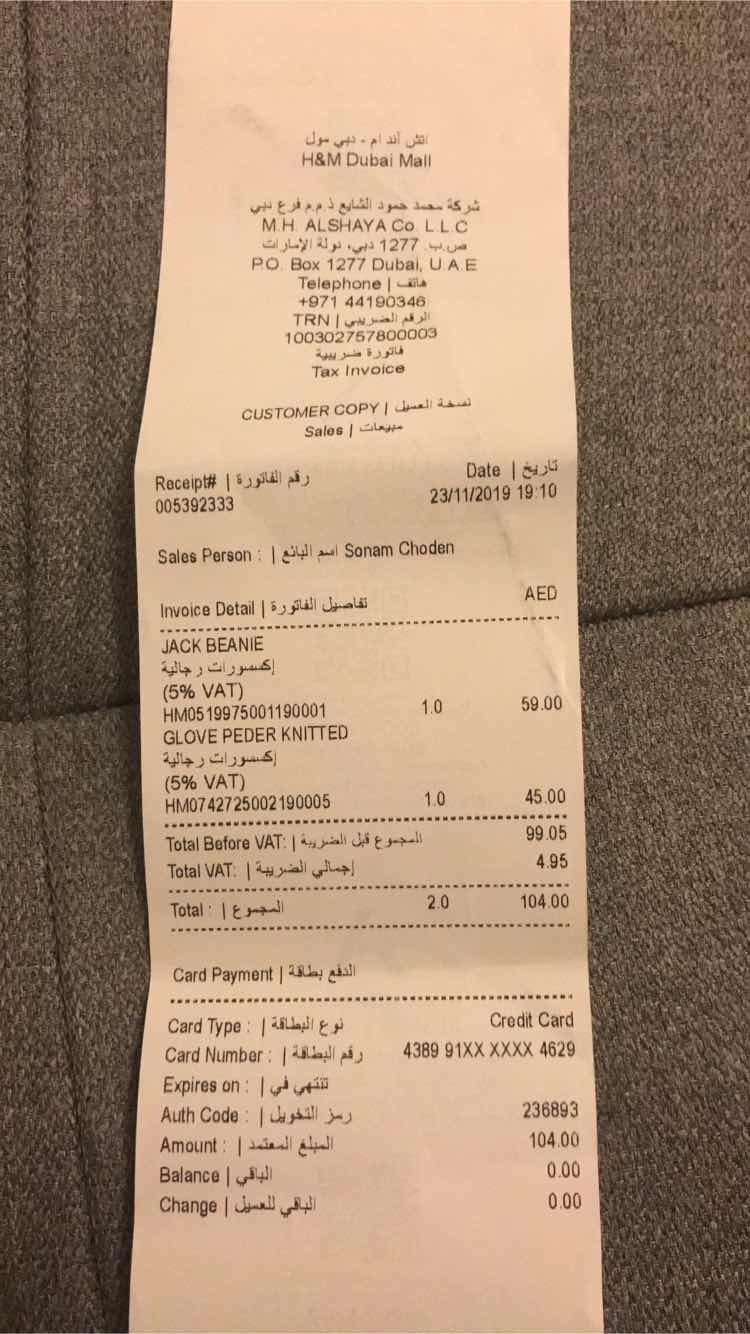 اتش آند ام - دبي مول
H&M Dubai Mall
شركة محمد حمود الشايع ذ.م.م فرع دبي
M.H. ALSHAYA Co. L.L.C
ص.ب. 1277 دبي، دولة الإمارات
P.O. Box 1277 Dubai, U.A.E
Telephone | هاتف
+971 44190346
TRN | الرقم الضريبي
100302757800003
فاتورة ضريبية
Tax Invoice
CUSTOMER COPY | نسخة العميل
Sales | مبيعات
Receipt# | رقم الفاتورة Date | تاريخ
005392333 23/11/2019 19:10
Sales Person : | اسم البائع Sonam Choden
Invoice Detail | تفاصيل الفاتورة AED
JACK BEANIE
إكسسورات رجالية
(5% VAT)
HM0519975001190001 1.0 59.00
GLOVE PEDER KNITTED
إكسسورات رجالية
(5% VAT)
HM0742725002190005 1.0 45.00
Total Before VAT: | المجموع قبل الضريبة 99.05
Total VAT: | إجمالي الضريبة 4.95
Total : | المجموع 2.0 104.00
Card Payment | الدفع بطاقة
Card Type : | نوع البطاقة Credit Card
Card Number : | رقم البطاقة 4389 91XX XXXX 4629
Expires on : | تنتهي في
Auth Code : | رمز التخويل 236893
Amount : | المبلغ المعتمد 104.00
Balance | الباقي 0.00
Change | الباقي للعميل 0.00